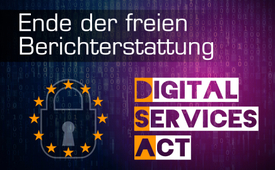 Ende der freien
Berichterstattung
DIGITAL
SERVICES
ACT